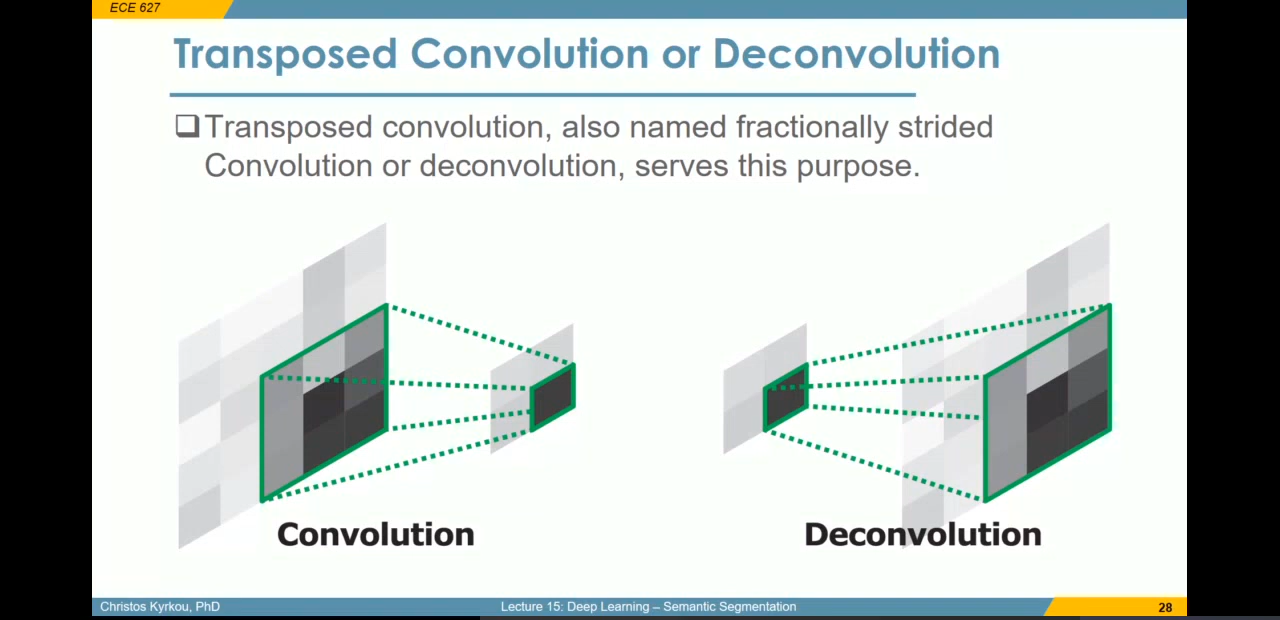 ECE 627
Transposed Convolution or Deconvolution
Transposed convolution, also named fractionally strided
Convolution or deconvolution, serves this purpose.
Convolution
Deconvolution
Christos Kyrkou, PhD
Lecture 15: Deep Learning – Semantic Segmentation
28